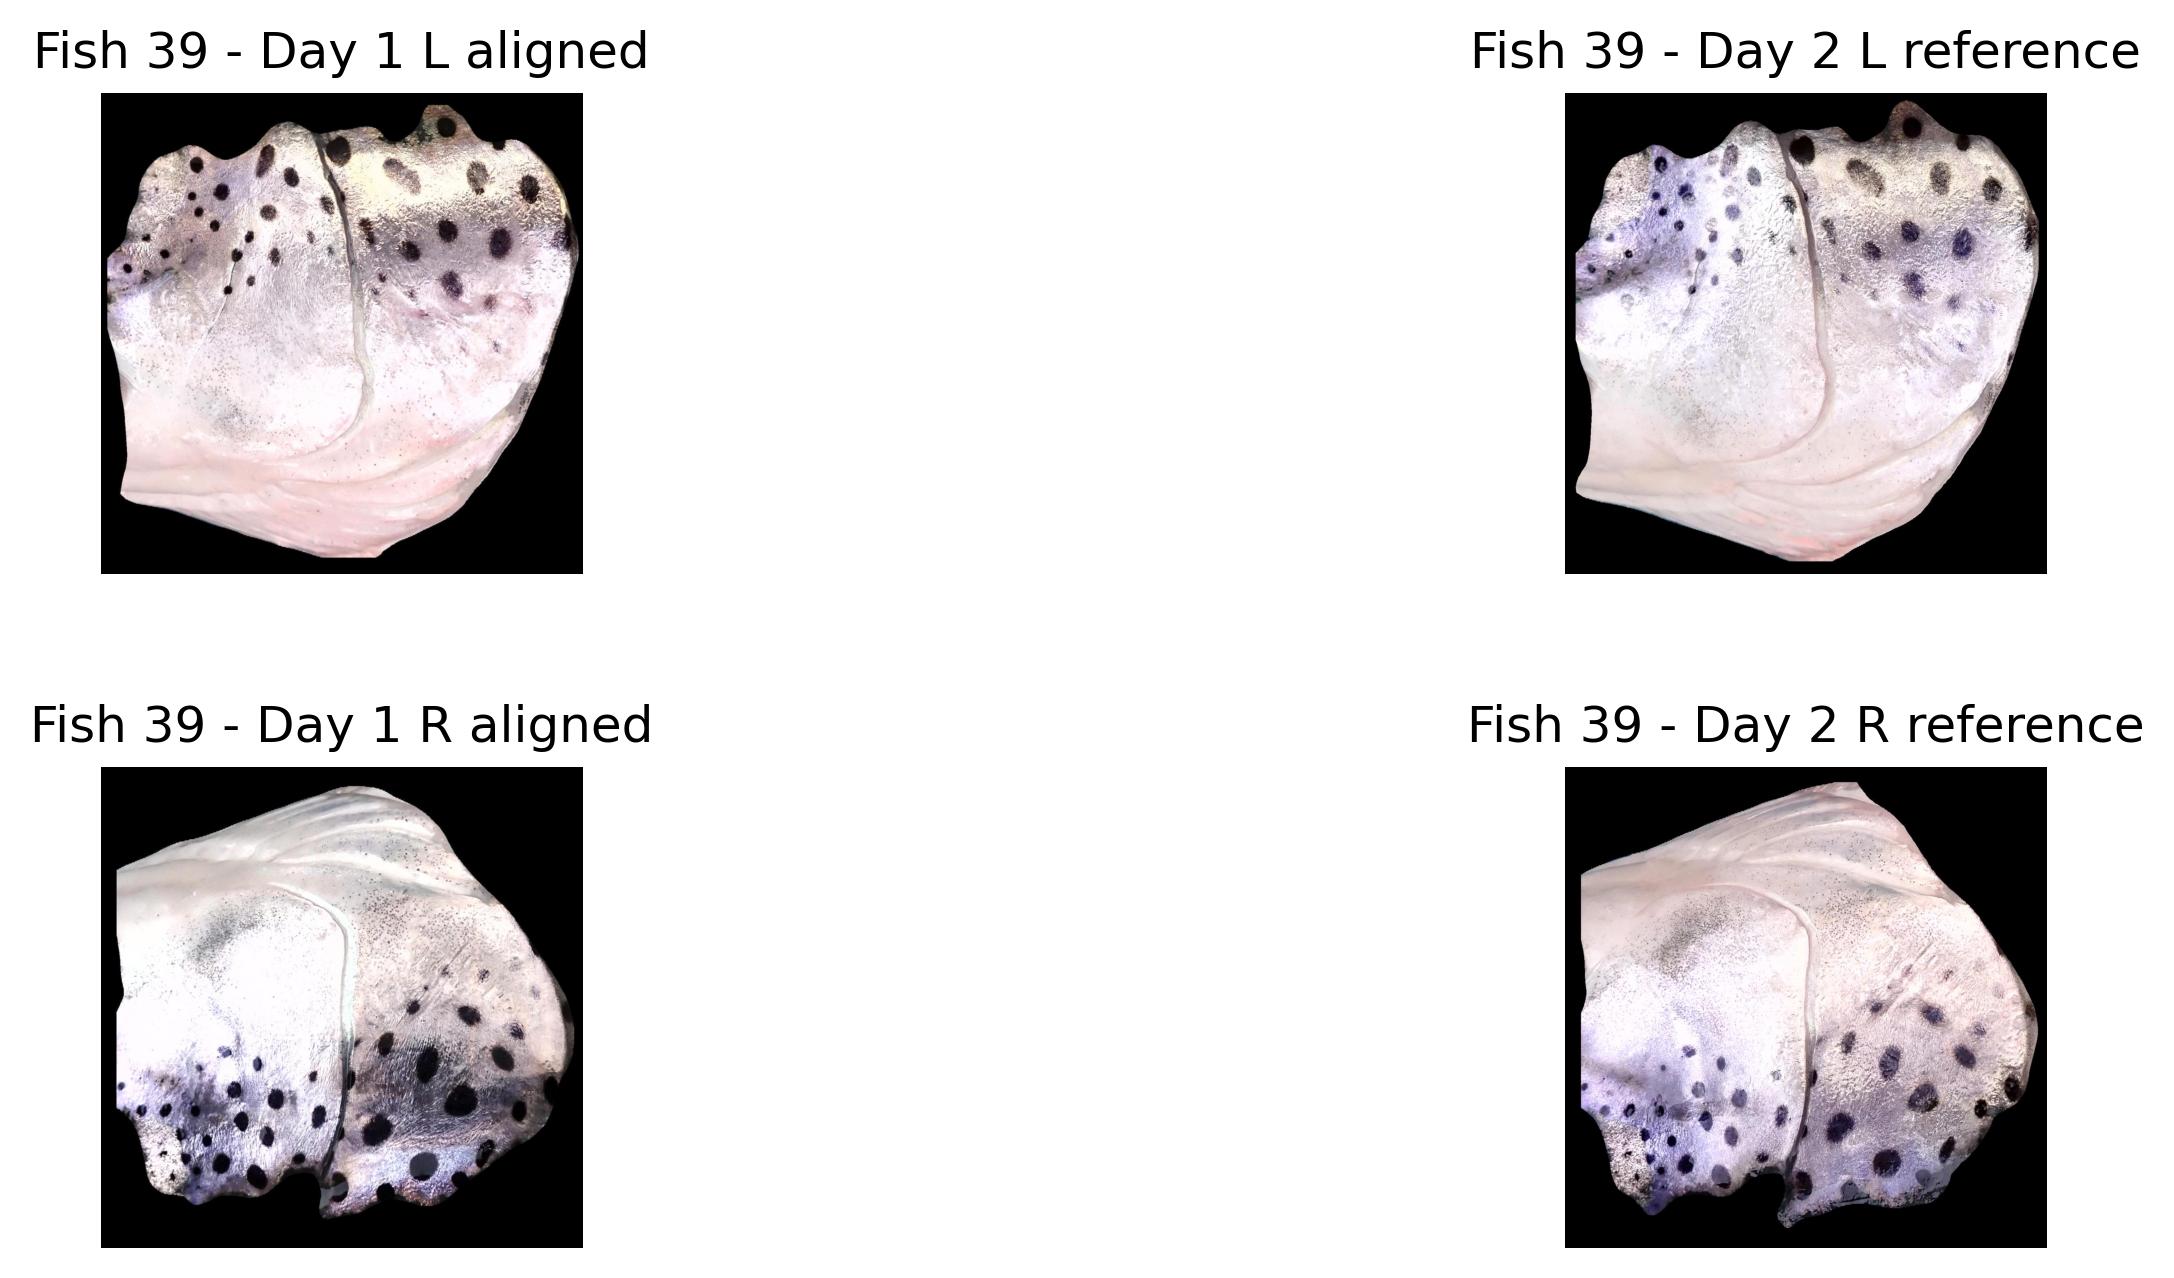 Fish 39 - Day 1 L aligned
Fish 39 - Day 2 L reference
Fish 39 - Day 1 R aligned
Fish 39 - Day 2 R reference